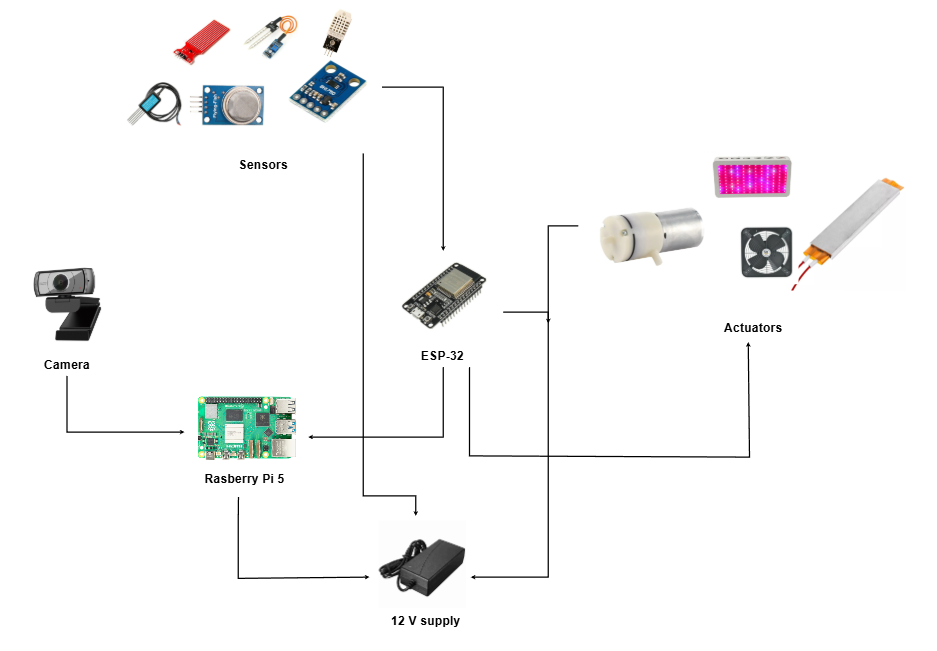 Sensors
Actuators
ESP-32
Camera
Rasberry Pi 5
12 V supply